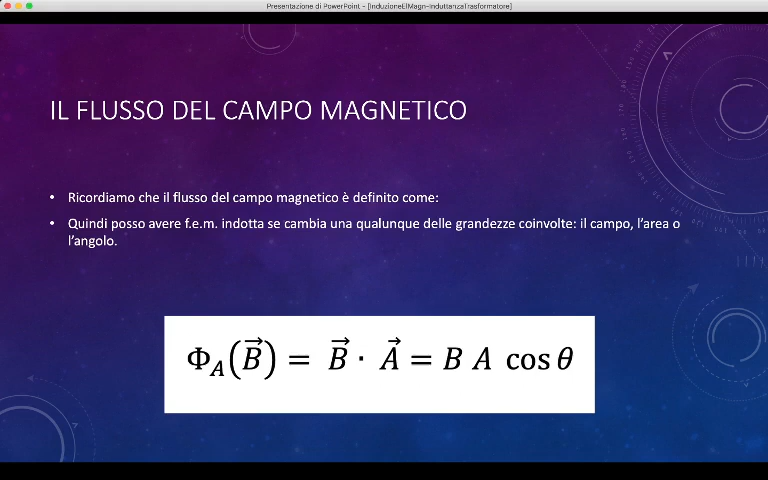 Presentazione di PowerPoint - [InduzioneElMagn-InduttanzaTrasformatore]
IL FLUSSO DEL CAMPO MAGNETICO
• Ricordiamo che il flusso del campo magnetico è definito come:
• Quindi posso avere f.e.m. indotta se cambia una qualunque delle grandezze coinvolte: il campo, l'area o
l'angolo.
Φ_A(B⃗) = B⃗ · A⃗ = B A cos θ